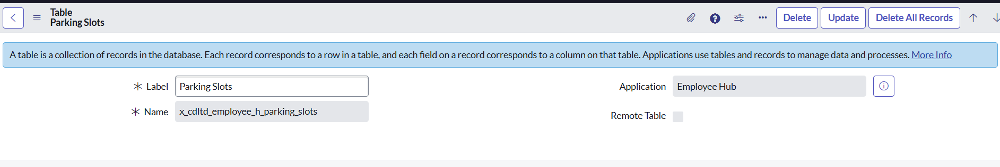 Table
Parking Slots
Delete
Update
Delete All Records
A table is a collection of records in the database. Each record corresponds to a row in a table, and each field on a record corresponds to a column on that table. Applications use tables and records to manage data and processes. More Info
Label
Parking Slots
Application
Employee Hub
Name
x_cdltd_employee_h_parking_slots
Remote Table